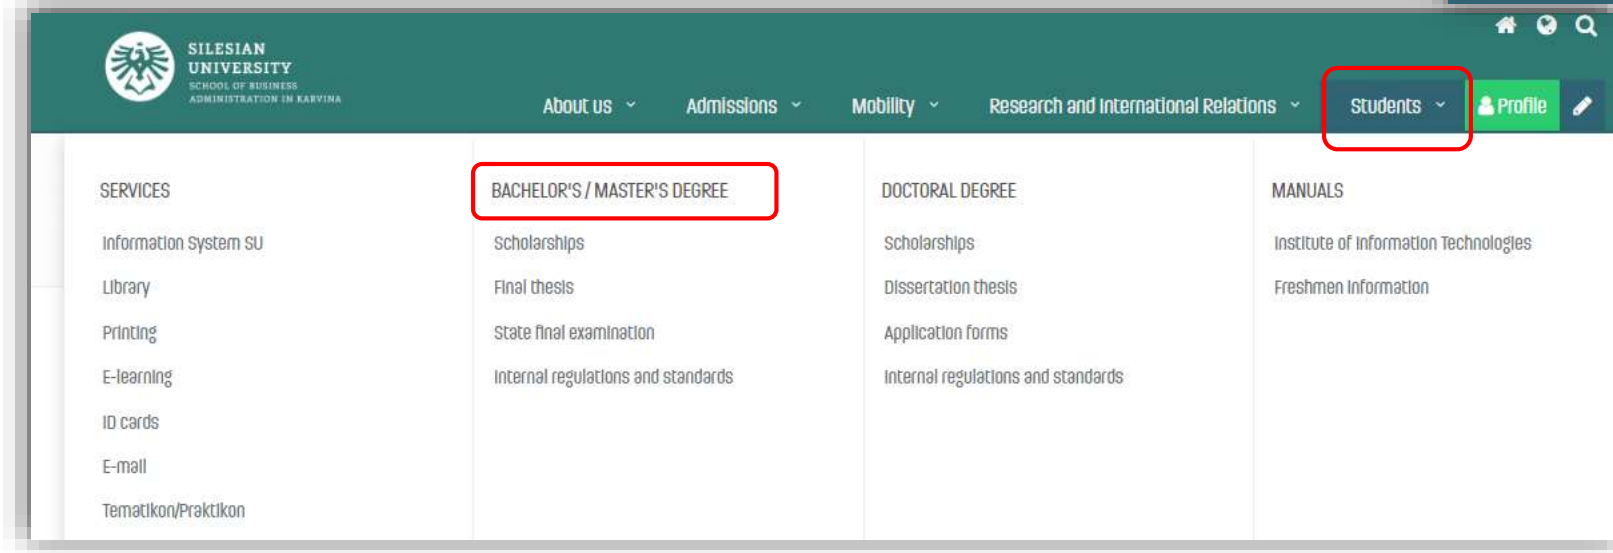 SILESIAN
UNIVERSITY
SCHOOL OF BUSINESS
ADMINISTRATION IN KARVINA
About us Admissions Mobility Research and International Relations Students Profile
SERVICES
Information System SU
Library
Printing
E-learning
ID cards
E-mail
Tematikon/Praktikon
BACHELOR'S / MASTER'S DEGREE
Scholarships
Final thesis
State final examination
Internal regulations and standards
DOCTORAL DEGREE
Scholarships
Dissertation thesis
Application forms
Internal regulations and standards
MANUALS
Institute of Information Technologies
Freshmen Information